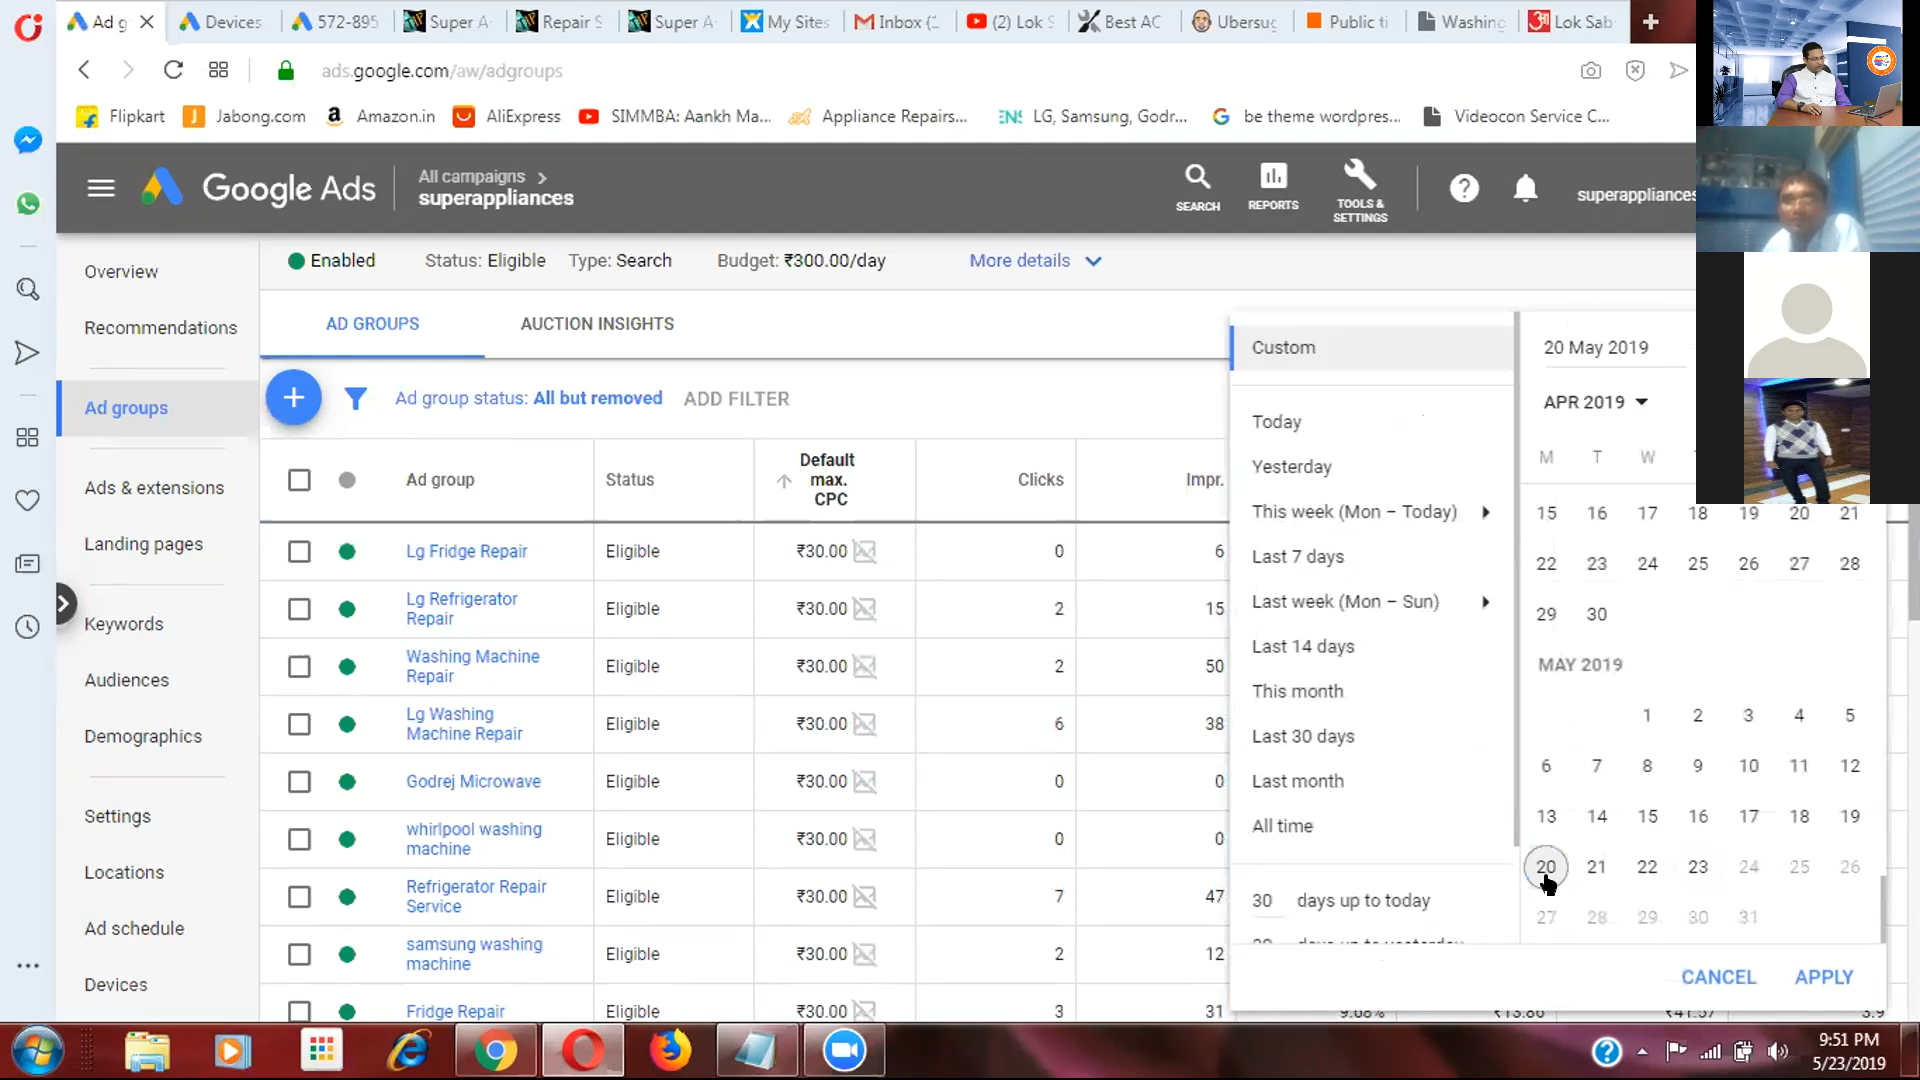 Ad g
Devices
572-895
Super A
Repair S
Super A
My Sites
Inbox (
(2) Lok S
Best AC
Ubersug
Public ti
Washing
Lok Sab
ads.google.com/aw/adgroups
Flipkart
Jabong.com
Amazon.in
AliExpress
SIMMBA: Aankh Ma...
Appliance Repairs...
LG, Samsung, Godr...
be theme wordpres...
Videocon Service C...
Google Ads
All campaigns
superappliances
SEARCH
REPORTS
TOOLS &
SETTINGS
superappliances
Enabled
Status: Eligible
Type: Search
Budget: ₹300.00/day
More details
Overview
Recommendations
Ad groups
Ads & extensions
Landing pages
Keywords
Audiences
Demographics
Settings
Locations
Ad schedule
Devices
AD GROUPS
AUCTION INSIGHTS
Ad group status: All but removed
ADD FILTER
Ad group Status Default max. CPC Clicks Impr.
Lg Fridge Repair Eligible ₹30.00 0 6
Lg Refrigerator Repair Eligible ₹30.00 2 15
Washing Machine Repair Eligible ₹30.00 2 50
Lg Washing Machine Repair Eligible ₹30.00 6 38
Godrej Microwave Eligible ₹30.00 0 0
whirlpool washing machine Eligible ₹30.00 0 0
Refrigerator Repair Service Eligible ₹30.00 7 47
samsung washing machine Eligible ₹30.00 2 12
Fridge Repair Eligible ₹30.00 3 31 9.68% ₹13.86 ₹41.57 3.9
Custom
Today
Yesterday
This week (Mon – Today)
Last 7 days
Last week (Mon – Sun)
Last 14 days
This month
Last 30 days
Last month
All time
30 days up to today
days up to yesterday
20 May 2019
APR 2019
M T W
15 16 17 18 19 20 21
22 23 24 25 26 27 28
29 30
MAY 2019
1 2 3 4 5
6 7 8 9 10 11 12
13 14 15 16 17 18 19
20 21 22 23 24 25 26
27 28 29 30 31
CANCEL
APPLY
9:51 PM
5/23/2019